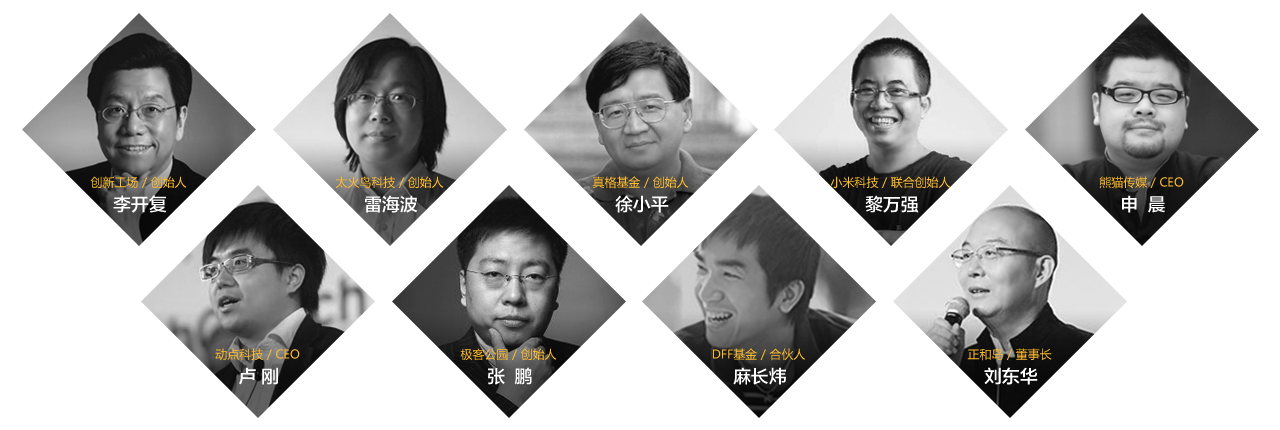 创新工场 / 创始人
李开复
太火鸟科技 / 创始人
雷海波
真格基金 / 创始人
徐小平
小米科技 / 联合创始人
黎万强
熊猫传媒 / CEO
申 晨
动点科技 / CEO
卢 刚
极客公园 / 创始人
张 鹏
DFF基金 / 合伙人
麻长炜
正和岛 / 董事长
刘东华